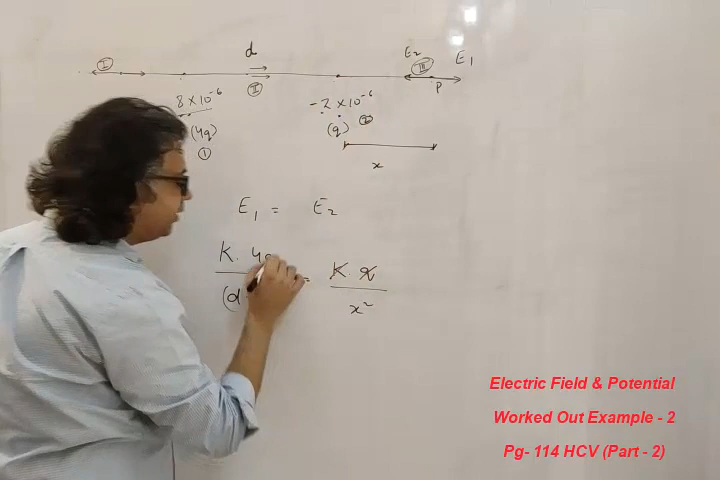 d
E₂
E₁
I
II
III
P
8 × 10⁻⁶
-2 × 10⁻⁶
(4q)
(q) ②
①
x
E₁ = E₂
K. 4q = K. q
(d x²
Electric Field & Potential
Worked Out Example - 2
Pg- 114 HCV (Part - 2)